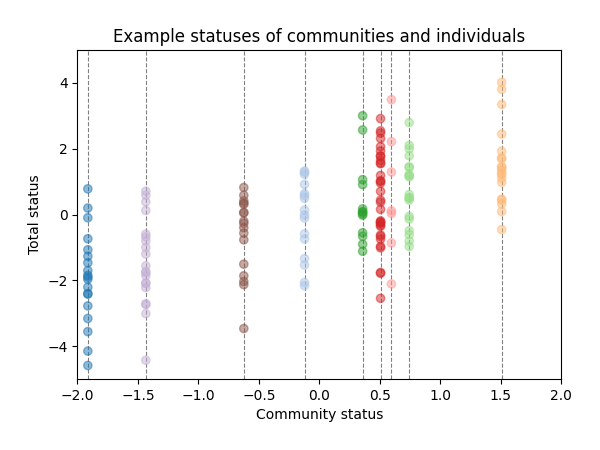 Example statuses of communities and individuals
Total status
4
2
0
−2
−4
−2.0 −1.5 −1.0 −0.5 0.0 0.5 1.0 1.5 2.0
Community status